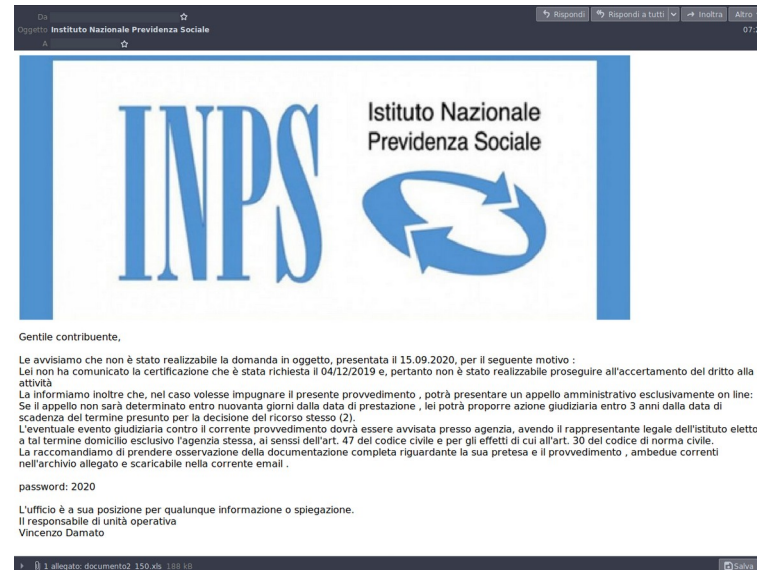 Da
Rispondi Rispondi a tutti Inoltra Altro
Oggetto Instituto Nazionale Previdenza Sociale
A
INPS
Istituto Nazionale
Previdenza Sociale
Gentile contribuente,
Le avvisiamo che non è stato realizzabile la domanda in oggetto, presentata il 15.09.2020, per il seguente motivo :
Lei non ha comunicato la certificazione che è stata richiesta il 04/12/2019 e, pertanto non è stato realizzabile proseguire all'accertamento del dritto alla
attività
La informiamo inoltre che, nel caso volesse impugnare il presente provvedimento , potrà presentare un appello amministrativo esclusivamente on line:
Se il appello non sarà determinato entro nuovanta giorni dalla data di prestazione , lei potrà proporre azione giudiziaria entro 3 anni dalla data di
scadenza del termine presunto per la decisione del ricorso stesso (2).
L'eventuale evento giudiziaria contro il corrente provvedimento dovrà essere avvisata presso agenzia, avendo il rappresentante legale dell'istituto eletto
a tal termine domicilio esclusivo l'agenzia stessa, ai senssi dell'art. 47 del codice civile e per gli effetti di cui all'art. 30 del codice di norma civile.
La raccomandiamo di prendere osservazione della documentazione completa riguardante la sua pretesa e il provvedimento , ambedue correnti
nell'archivio allegato e scaricabile nella corrente email .
password: 2020
L'ufficio è a sua posizione per qualunque informazione o spiegazione.
Il responsabile di unità operativa
Vincenzo Damato
1 allegato: documento2_150.xls 188 kB
Salva